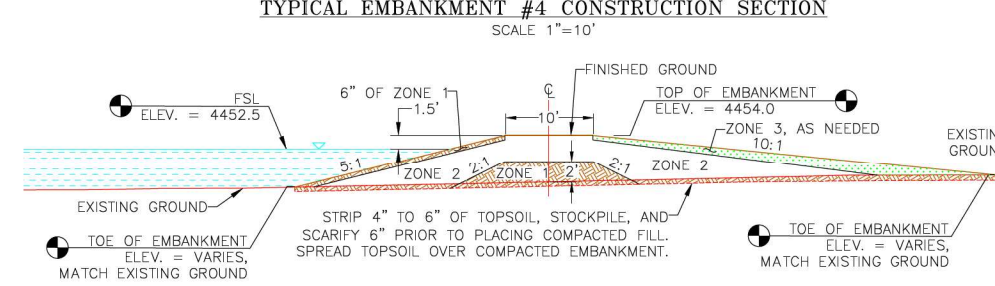 TYPICAL EMBANKMENT #4 CONSTRUCTION SECTION
SCALE 1"=10'
FSL
ELEV. = 4452.5
6" OF ZONE 1
1.5'
℄
10'
FINISHED GROUND
TOP OF EMBANKMENT
ELEV. = 4454.0
ZONE 3, AS NEEDED
10:1
EXISTIN
GROUN
5:1
ZONE 2
2:1
ZONE 1
2'
2:1
ZONE 2
EXISTING GROUND
TOE OF EMBANKMENT
ELEV. = VARIES,
MATCH EXISTING GROUND
STRIP 4" TO 6" OF TOPSOIL, STOCKPILE, AND
SCARIFY 6" PRIOR TO PLACING COMPACTED FILL.
SPREAD TOPSOIL OVER COMPACTED EMBANKMENT.
TOE OF EMBANKMENT
ELEV. = VARIES,
MATCH EXISTING GROUND